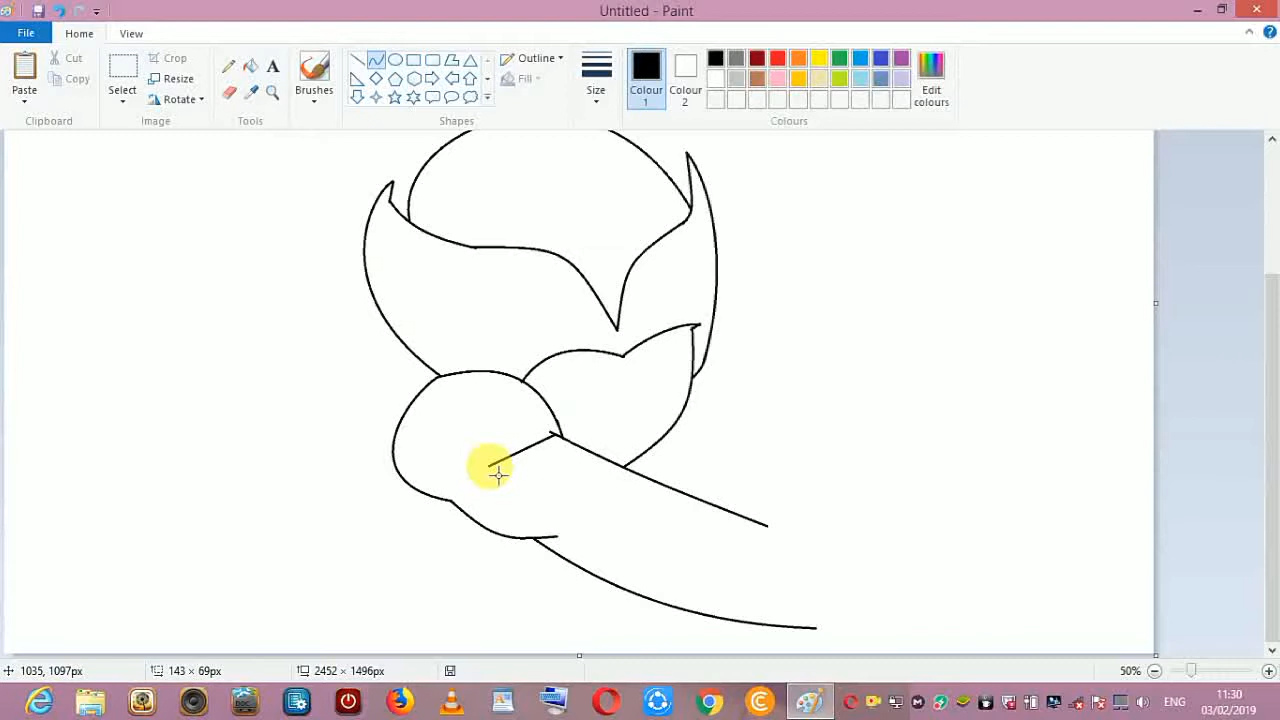 Untitled - Paint
File
Home
View
Paste
Cut
Copy
Clipboard
Select
Crop
Resize
Rotate
Image
A
Tools
Brushes
Outline
Fill
Shapes
Size
Colour 1
Colour 2
Edit colours
Colours
1035, 1097px
143 × 69px
2452 × 1496px
50%
ENG
11:30
03/02/2019